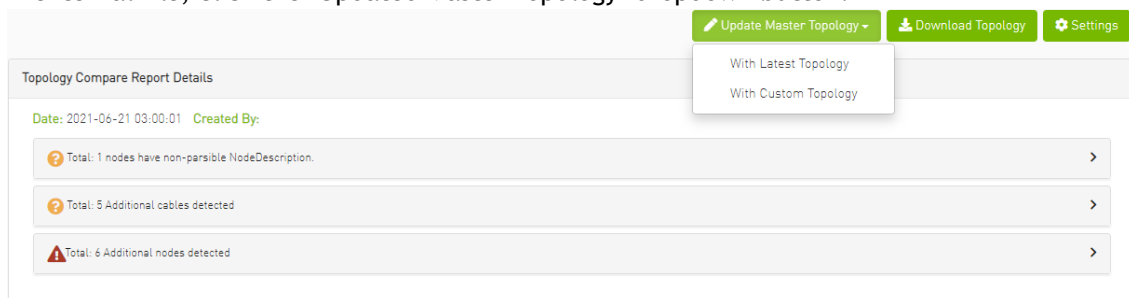 Update Master Topology
Download Topology
Settings
With Latest Topology
With Custom Topology
Topology Compare Report Details
Date: 2021-06-21 03:00:01 Created By:
Total: 1 nodes have non-parsible NodeDescription.
Total: 5 Additional cables detected
Total: 6 Additional nodes detected